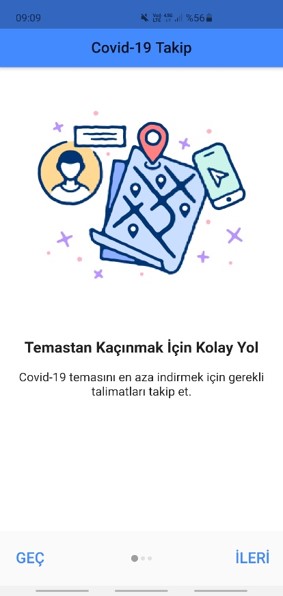 09:09
%56
Covid-19 Takip
Temastan Kaçınmak İçin Kolay Yol
Covid-19 temasını en aza indirmek için gerekli
talimatları takip et.
GEÇ
İLERİ